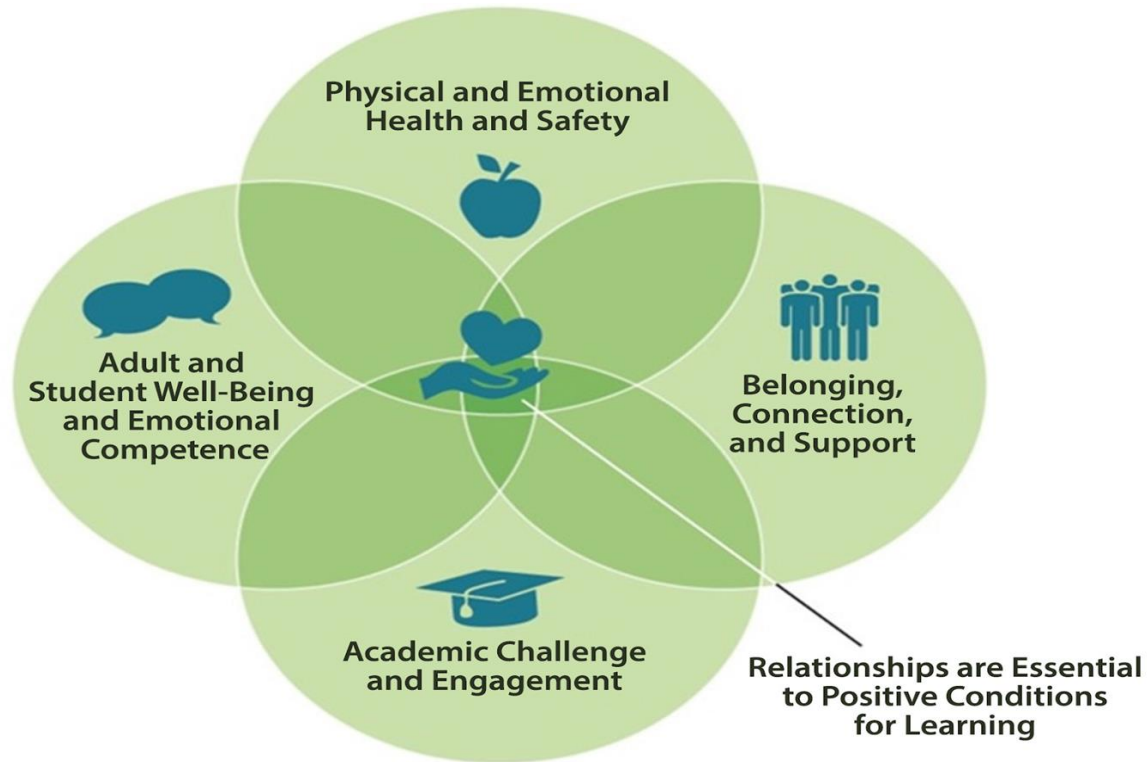 Physical and Emotional
Health and Safety
Adult and
Student Well-Being
and Emotional
Competence
Belonging,
Connection,
and Support
Academic Challenge
and Engagement
Relationships are Essential
to Positive Conditions
for Learning